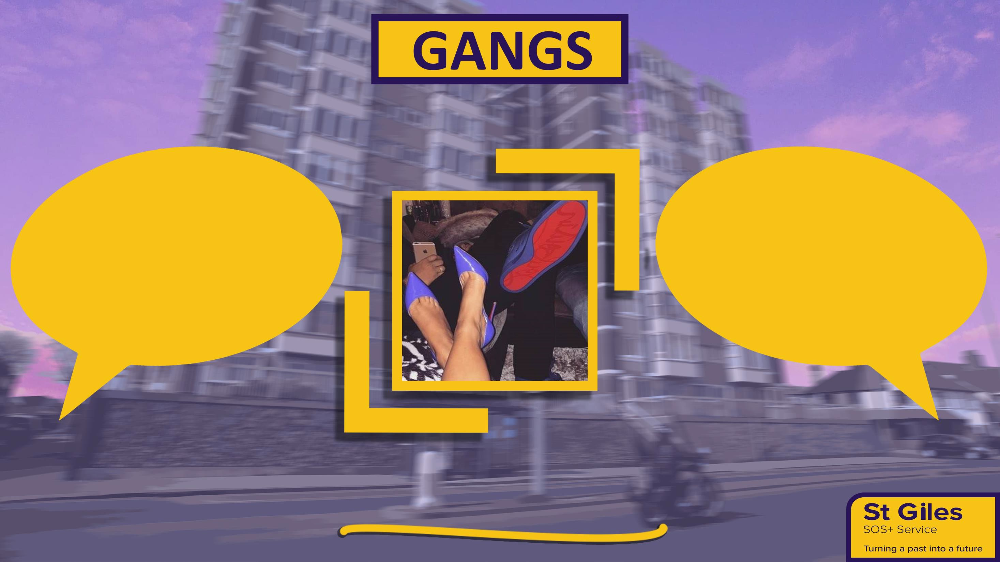 GANGS
St Giles
SOS+ Service
Turning a past into a future